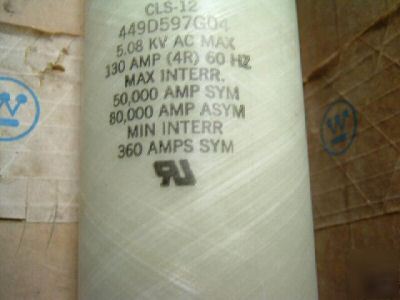 CLS-12
449D597G04
5.08 KV AC MAX
130 AMP (4R) 60 HZ
MAX INTERR.
50,000 AMP SYM
80,000 AMP ASYM
MIN INTERR
360 AMPS SYM